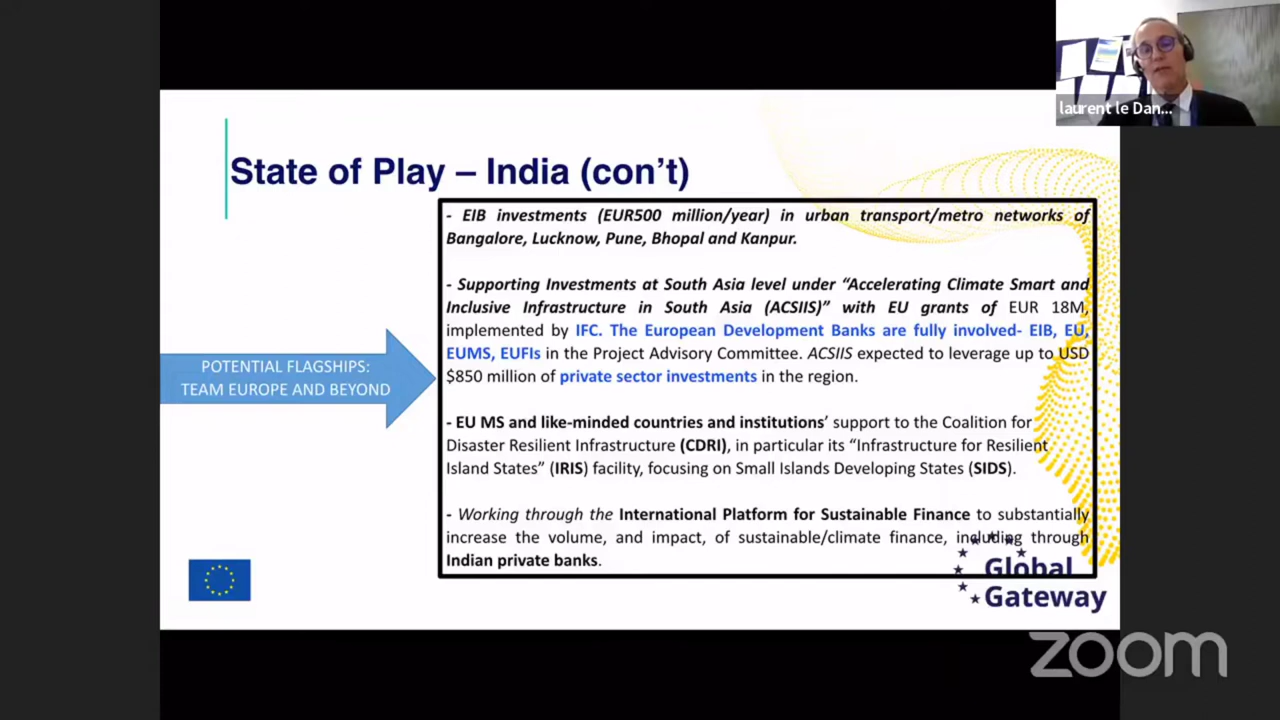 laurent le Dan...
State of Play – India (con’t)
- EIB investments (EUR500 million/year) in urban transport/metro networks of
Bangalore, Lucknow, Pune, Bhopal and Kanpur.
- Supporting Investments at South Asia level under “Accelerating Climate Smart and
Inclusive Infrastructure in South Asia (ACSIIS)” with EU grants of EUR 18M,
implemented by IFC. The European Development Banks are fully involved- EIB, EU,
EUMS, EUFIs in the Project Advisory Committee. ACSIIS expected to leverage up to USD
$850 million of private sector investments in the region.
POTENTIAL FLAGSHIPS:
TEAM EUROPE AND BEYOND
- EU MS and like-minded countries and institutions’ support to the Coalition for
Disaster Resilient Infrastructure (CDRI), in particular its “Infrastructure for Resilient
Island States” (IRIS) facility, focusing on Small Islands Developing States (SIDS).
- Working through the International Platform for Sustainable Finance to substantially
increase the volume, and impact, of sustainable/climate finance, including through
Indian private banks.
Global
Gateway
zoom